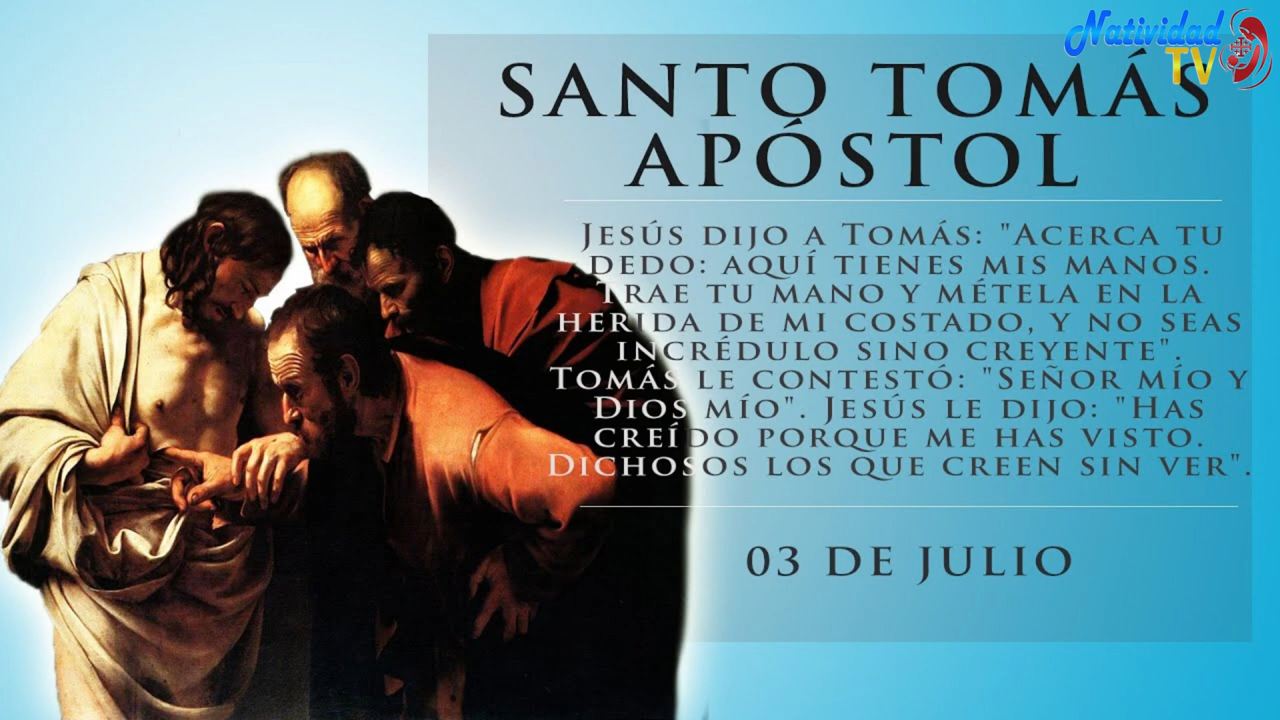 Natividad
TV
SANTO TOMÁS
APÓSTOL
JESÚS DIJO A TOMÁS: "ACERCA TU
DEDO: AQUÍ TIENES MIS MANOS.
TRAE TU MANO Y MÉTELA EN LA
HERIDA DE MI COSTADO, Y NO SEAS
INCRÉDULO SINO CREYENTE".
TOMÁS LE CONTESTÓ: "SEÑOR MÍO Y
DIOS MÍO". JESÚS LE DIJO: "HAS
CREÍDO PORQUE ME HAS VISTO.
DICHOSOS LOS QUE CREEN SIN VER".
03 DE JULIO